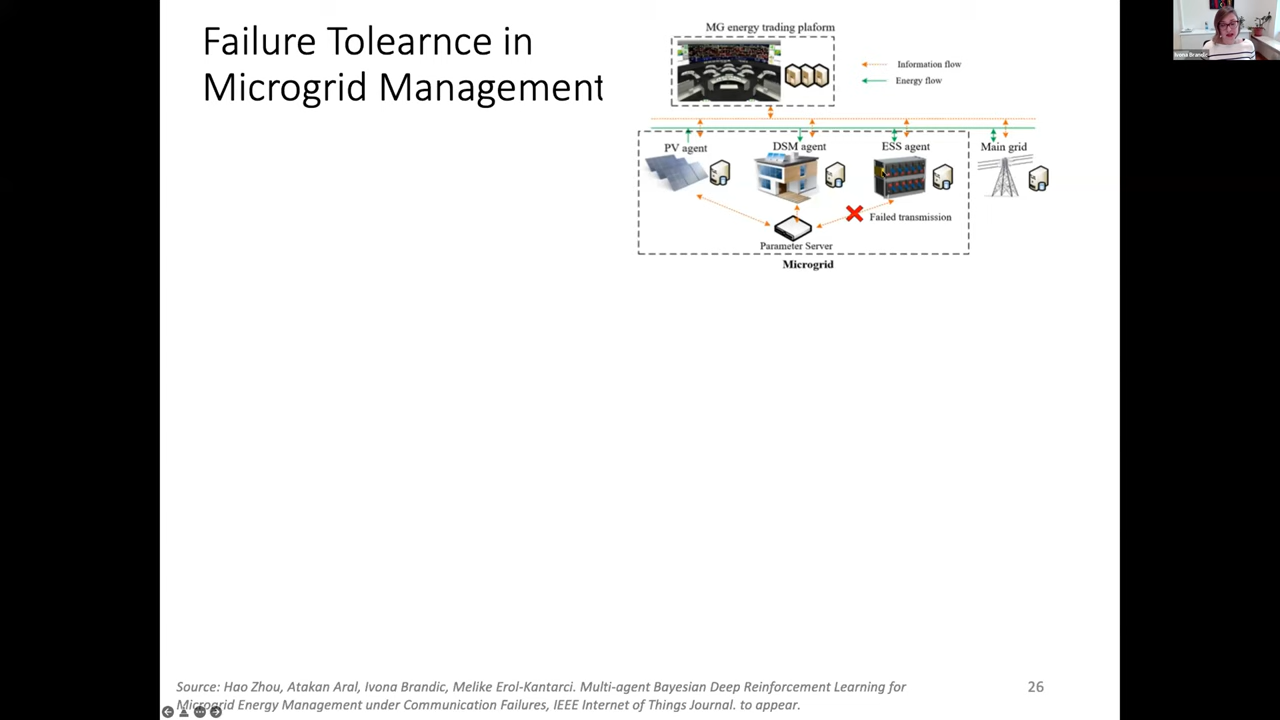 Failure Tolearnce in
Microgrid Management
MG energy trading plaform
Information flow
Energy flow
PV agent
DSM agent
ESS agent
Main grid
Failed transmission
Parameter Server
Microgrid
Ivona Brandic
Source: Hao Zhou, Atakan Aral, Ivona Brandic, Melike Erol-Kantarci. Multi-agent Bayesian Deep Reinforcement Learning for
Microgrid Energy Management under Communication Failures, IEEE Internet of Things Journal. to appear.
26